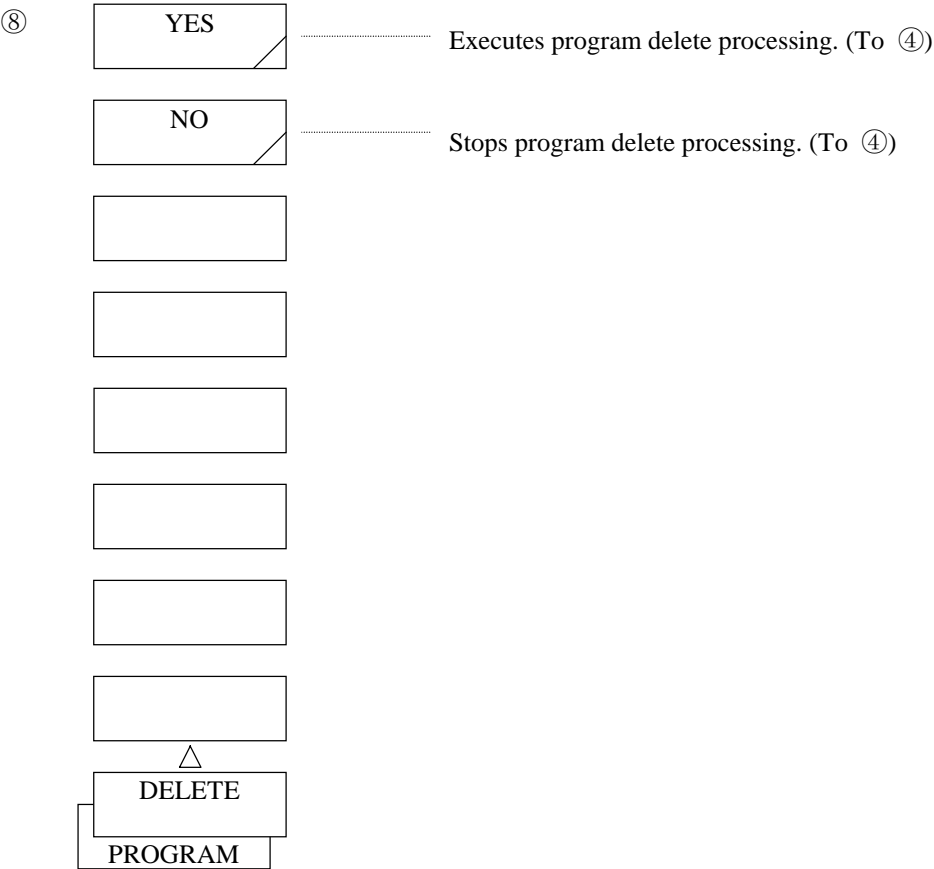 ⑧
YES
Executes program delete processing. (To ④)
NO
Stops program delete processing. (To ④)
DELETE
PROGRAM